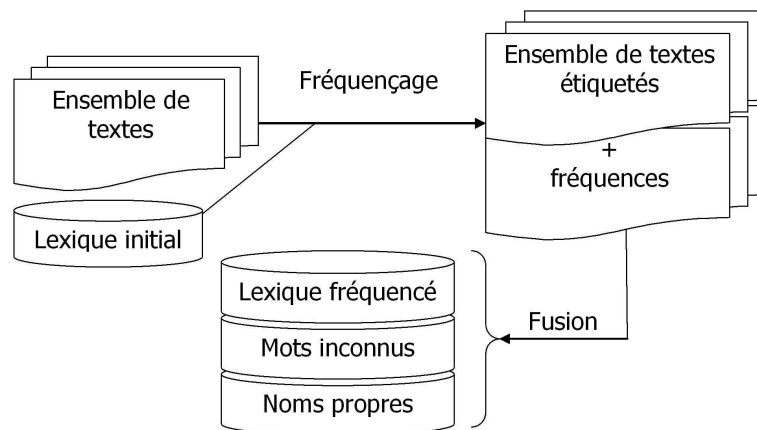 Ensemble de
textes
Lexique initial
Fréquençage
Ensemble de textes
étiquetés
+
fréquences
Fusion
Lexique fréquencé
Mots inconnus
Noms propres